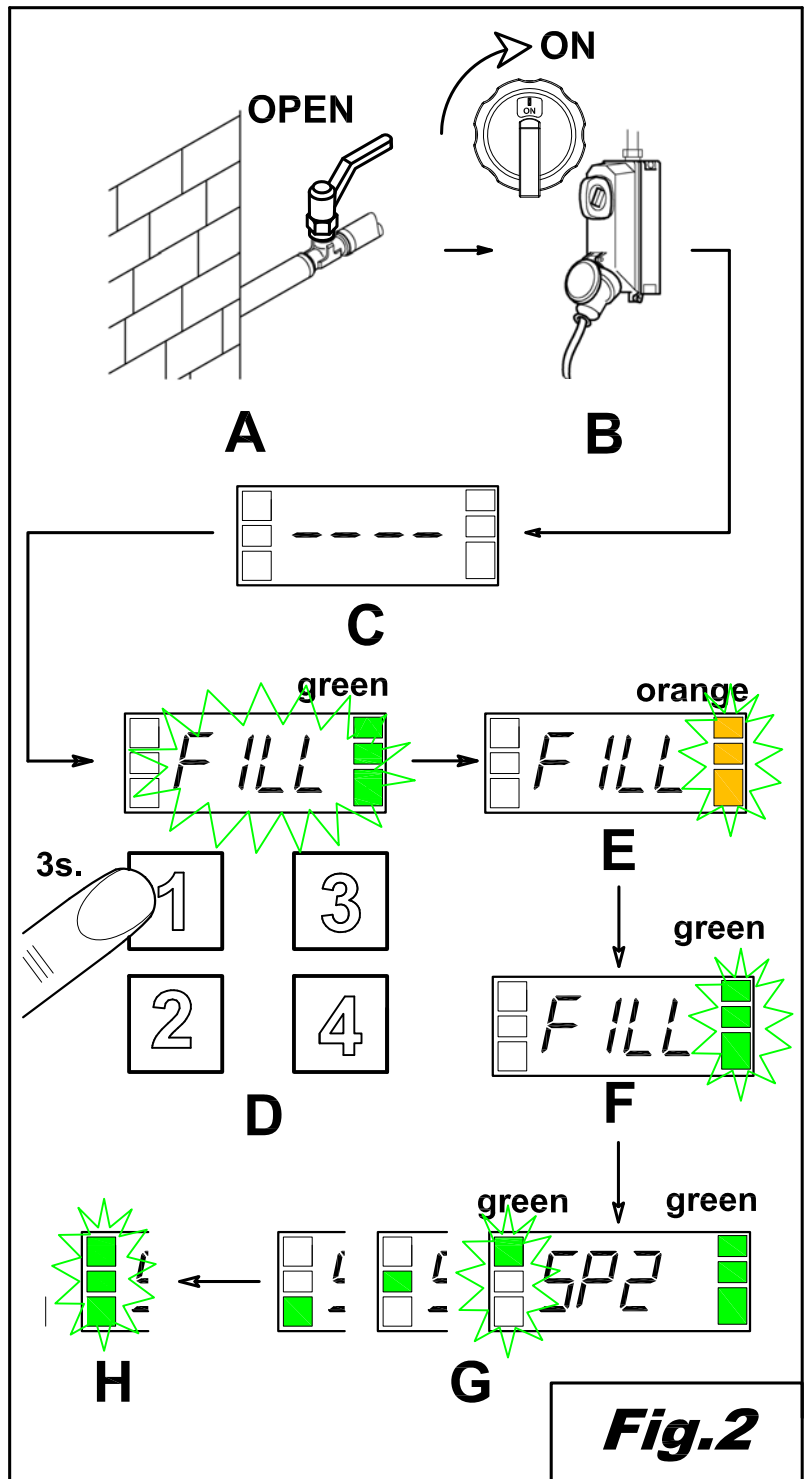 ON
OPEN
ON
A
B
----
C
green
orange
FILL
FILL
E
3s.
1
3
green
2
4
FILL
F
D
green
green
SP2
H
G
Fig.2